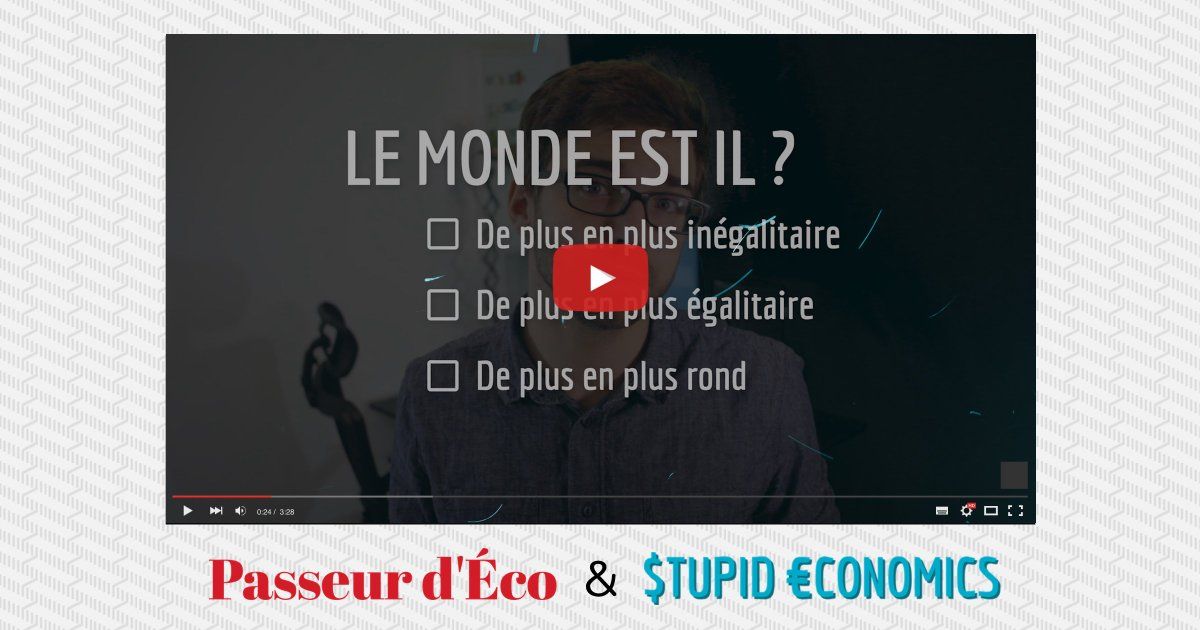 LE MONDE EST IL ?
De plus en plus inégalitaire
De plus en plus égalitaire
De plus en plus rond
0:24 / 3:28
Passeur d'Éco & $TUPID €CONOMICS